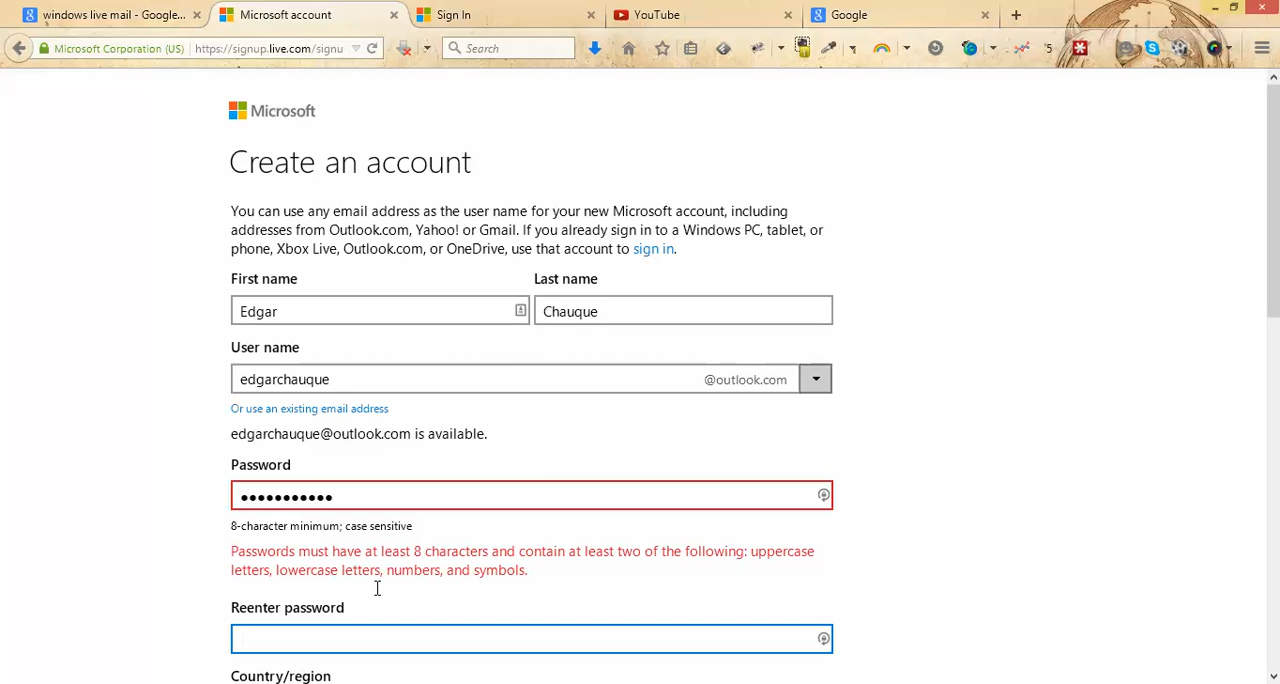 windows live mail - Google...
Microsoft account
Sign In
YouTube
Google
Microsoft Corporation (US)
https://signup.live.com/signu
Search
Microsoft
Create an account
You can use any email address as the user name for your new Microsoft account, including
addresses from Outlook.com, Yahoo! or Gmail. If you already sign in to a Windows PC, tablet, or
phone, Xbox Live, Outlook.com, or OneDrive, use that account to sign in.
First name
Last name
Edgar
Chauque
User name
edgarchauque
@outlook.com
Or use an existing email address
edgarchauque@outlook.com is available.
Password
•••••••••••
8-character minimum; case sensitive
Passwords must have at least 8 characters and contain at least two of the following: uppercase
letters, lowercase letters, numbers, and symbols.
Reenter password
Country/region